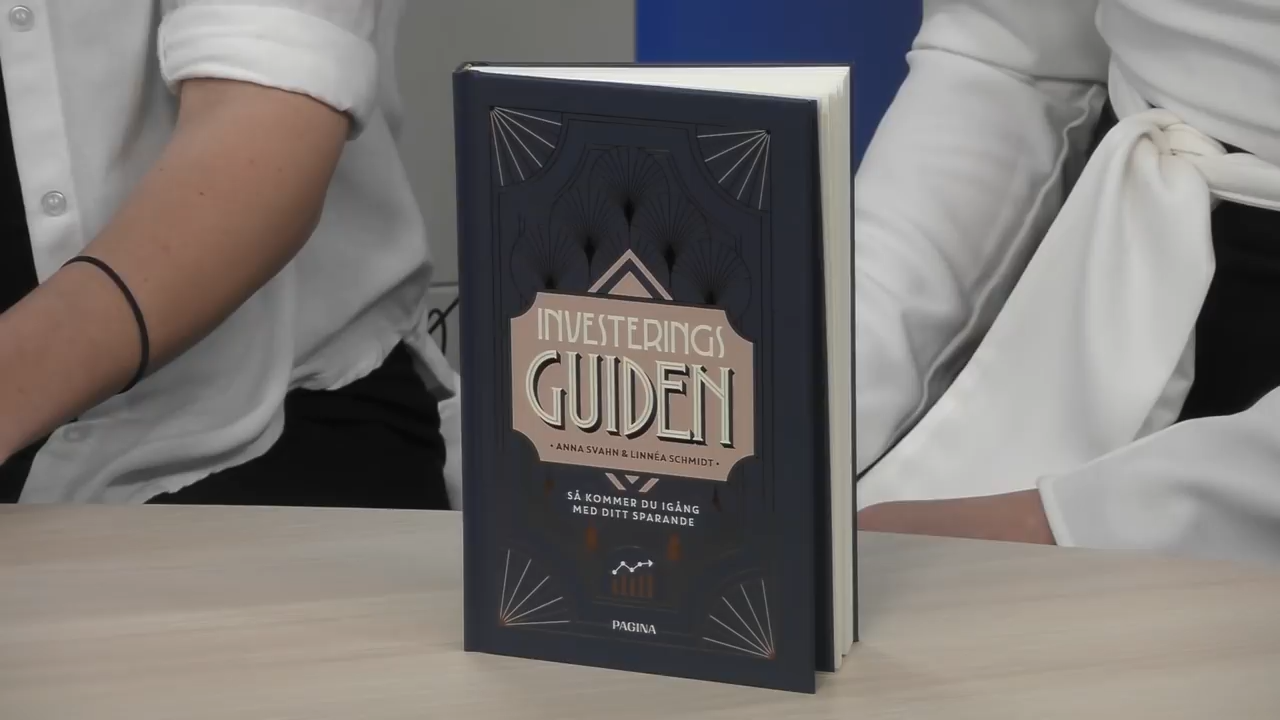 INVESTERINGS
GUIDEN
• ANNA SVAHN & LINNÉA SCHMIDT •
SÅ KOMMER DU IGÅNG
MED DITT SPARANDE
PAGINA